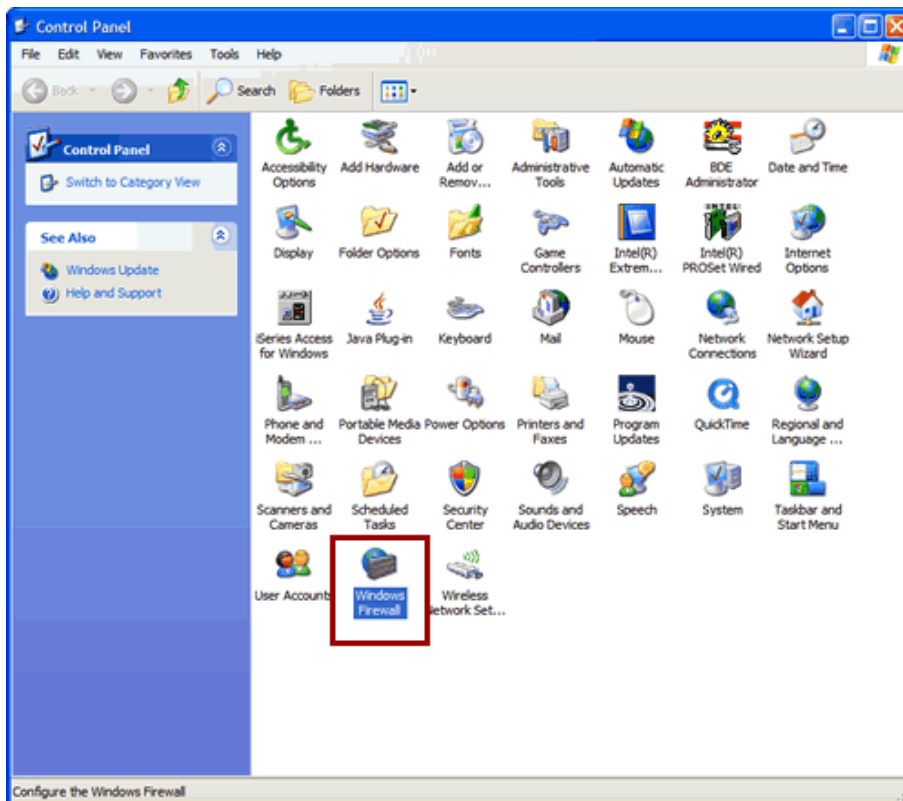 Control Panel
File Edit View Favorites Tools Help
Back Search Folders
Control Panel
Switch to Category View
See Also
Windows Update
Help and Support
Accessibility Add Hardware Add or Administrative Automatic BDE Date and Time
Options Remov... Tools Updates Administrator
Display Folder Options Fonts Game Intel(R) Intel(R) Internet
Controllers Extrem... PROSet Wired Options
iSeries Access Java Plug-in Keyboard Mail Mouse Network Network Setup
for Windows Connections Wizard
Phone and Portable Media Power Options Printers and Program QuickTime Regional and
Modem ... Devices Faxes Updates Language ...
Scanners and Scheduled Security Sounds and Speech System Taskbar and
Cameras Tasks Center Audio Devices Start Menu
User Accounts Windows Wireless
Firewall Network Set...
Configure the Windows Firewall